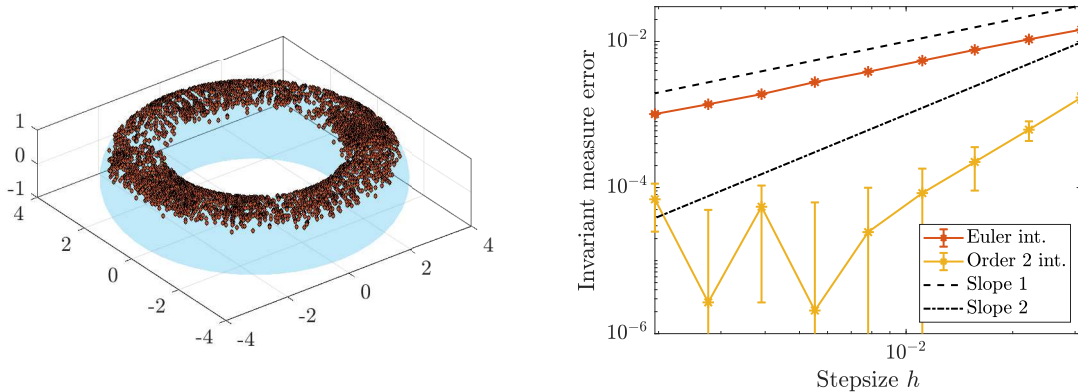 1
0
-1
4
2
0
-2
-4
-4
-2
0
2
4
Invariant measure error
10^{-2}
10^{-4}
10^{-6}
Euler int.
Order 2 int.
Slope 1
Slope 2
10^{-2}
Stepsize h